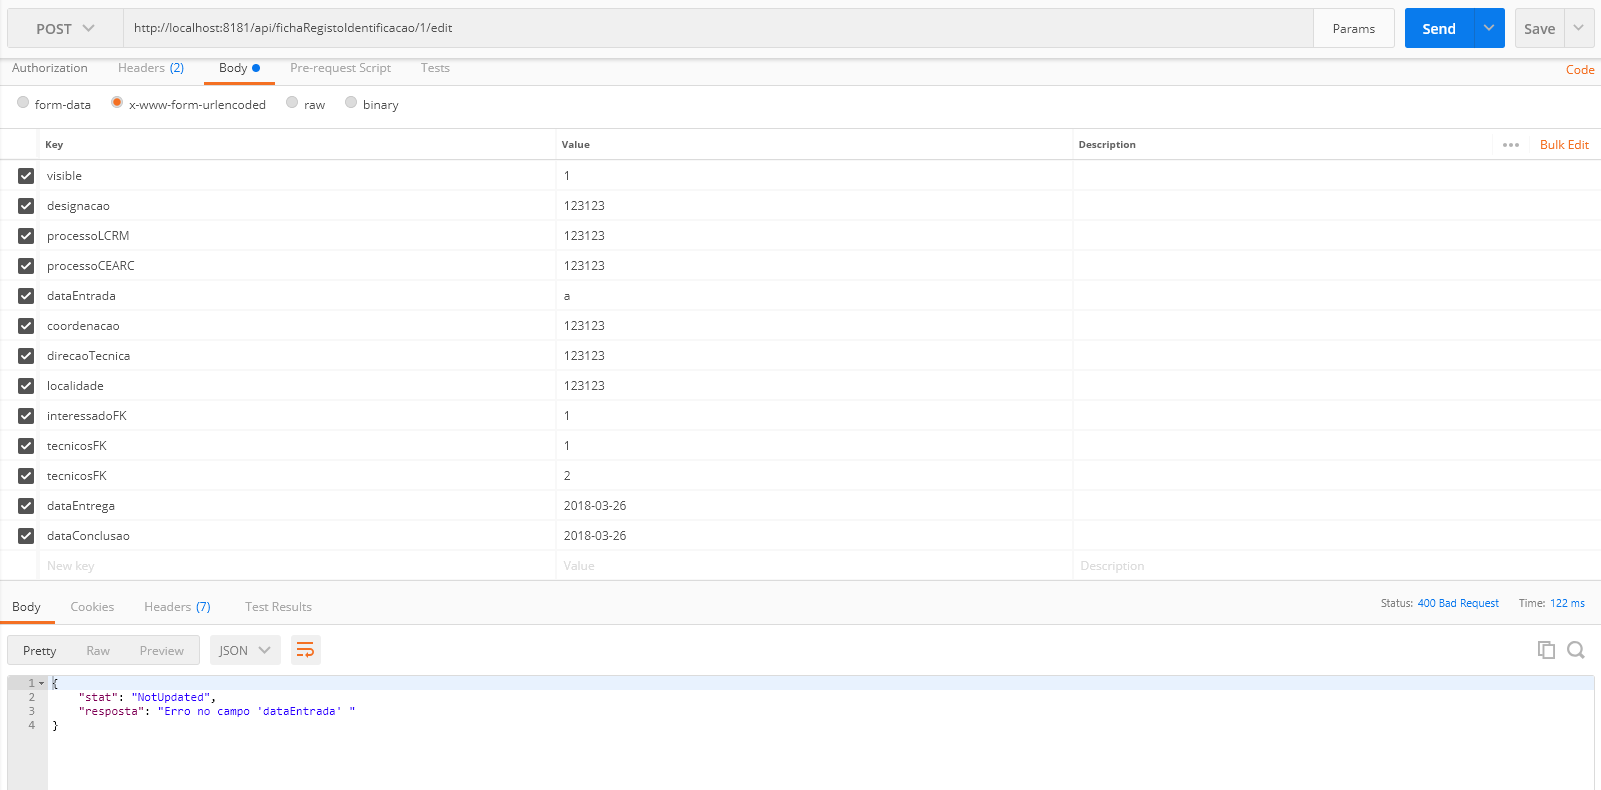 POST http://localhost:8181/api/fichaRegistoIdentificacao/1/edit Params Send Save
Authorization Headers (2) Body Pre-request Script Tests Code
form-data x-www-form-urlencoded raw binary
Key Value Description ••• Bulk Edit
visible 1
designacao 123123
processoLCRM 123123
processoCEARC 123123
dataEntrada a
coordenacao 123123
direcaoTecnica 123123
localidade 123123
interessadoFK 1
tecnicosFK 1
tecnicosFK 2
dataEntrega 2018-03-26
dataConclusao 2018-03-26
New key Value Description
Body Cookies Headers (7) Test Results Status: 400 Bad Request Time: 122 ms
Pretty Raw Preview JSON
1 {
2 "stat": "NotUpdated",
3 "resposta": "Erro no campo 'dataEntrada' "
4 }